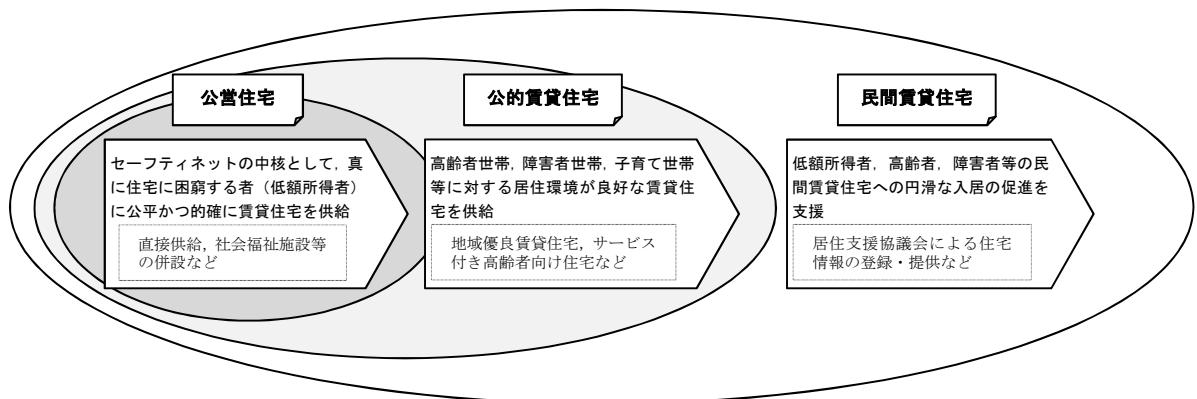 公営住宅
セーフティネットの中核として，真
に住宅に困窮する者（低額所得者）
に公平かつ的確に賃貸住宅を供給
直接供給，社会福祉施設等
の併設など
公的賃貸住宅
高齢者世帯，障害者世帯，子育て世帯
等に対する居住環境が良好な賃貸住
宅を供給
地域優良賃貸住宅，サービス
付き高齢者向け住宅など
民間賃貸住宅
低額所得者，高齢者，障害者等の民
間賃貸住宅への円滑な入居の促進を
支援
居住支援協議会による住宅
情報の登録・提供など